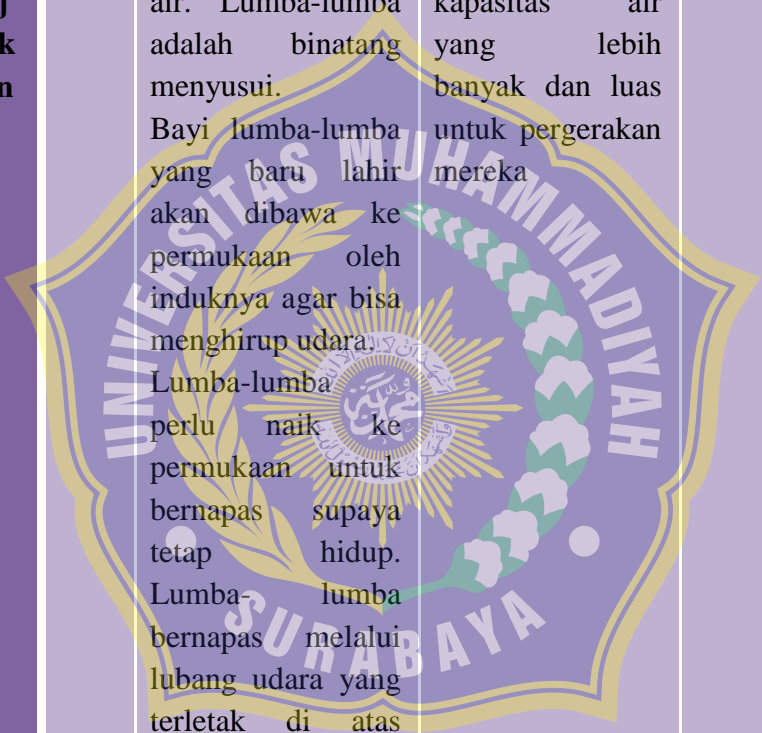 j
k
n
air. Lumba-lumba
adalah binatang
menyusui.
Bayi lumba-lumba
yang baru lahir
akan dibawa ke
permukaan oleh
induknya agar bisa
menghirup udara.
Lumba-lumba
perlu naik ke
permukaan untuk
bernapas supaya
tetap hidup.
Lumba- lumba
bernapas melalui
lubang udara yang
terletak di atas
kapasitas air
yang lebih
banyak dan luas
untuk pergerakan
mereka
UNIVERSITAS MUHAMMADIYAH
SURABAYA